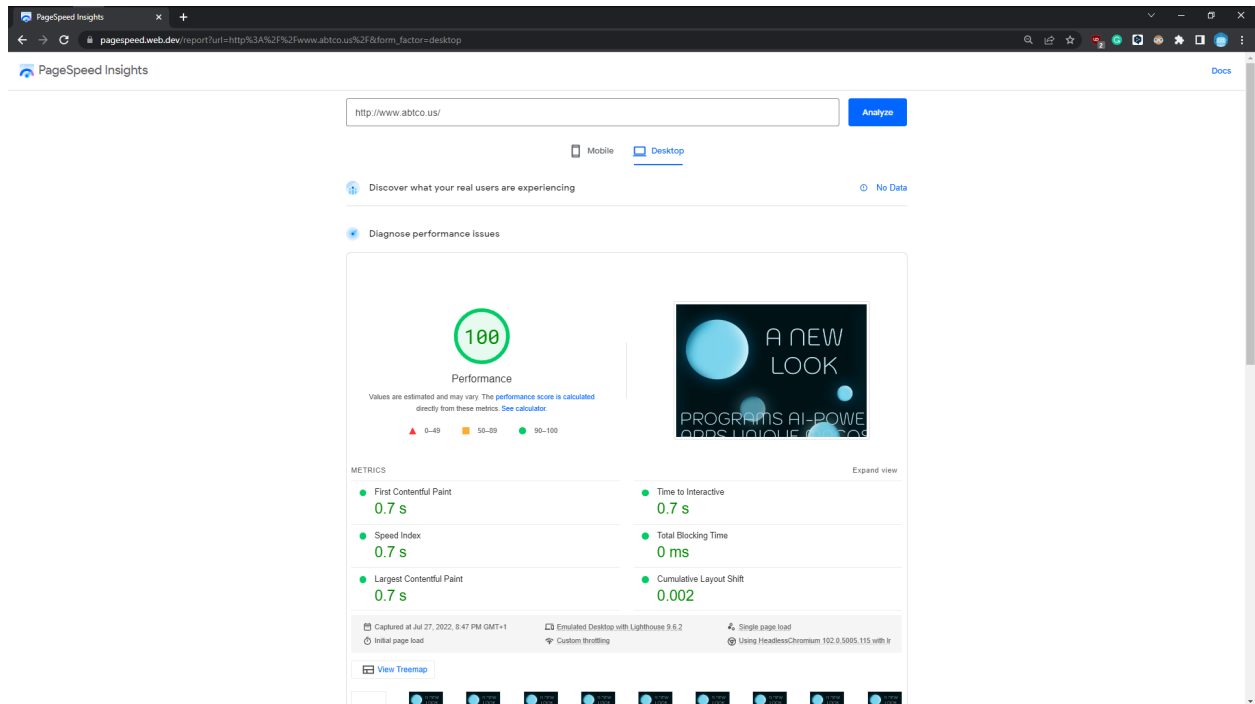 PageSpeed Insights
pagespeed.web.dev/report?url=http%3A%2F%2Fwww.abtco.us%2F&form_factor=desktop
2
PageSpeed Insights
Docs
http://www.abtco.us/
Analyze
Mobile
Desktop
Discover what your real users are experiencing
No Data
Diagnose performance issues
100
Performance
Values are estimated and may vary. The performance score is calculated
directly from these metrics. See calculator.
0–49
50–89
90–100
A NEW
LOOK
PROGRAMS AI-POWE
METRICS
Expand view
First Contentful Paint
0.7 s
Time to Interactive
0.7 s
Speed Index
0.7 s
Total Blocking Time
0 ms
Largest Contentful Paint
0.7 s
Cumulative Layout Shift
0.002
Captured at Jul 27, 2022, 8:47 PM GMT+1
Emulated Desktop with Lighthouse 9.6.2
Single page load
Initial page load
Custom throttling
Using HeadlessChromium 102.0.5005.115 with lr
View Treemap